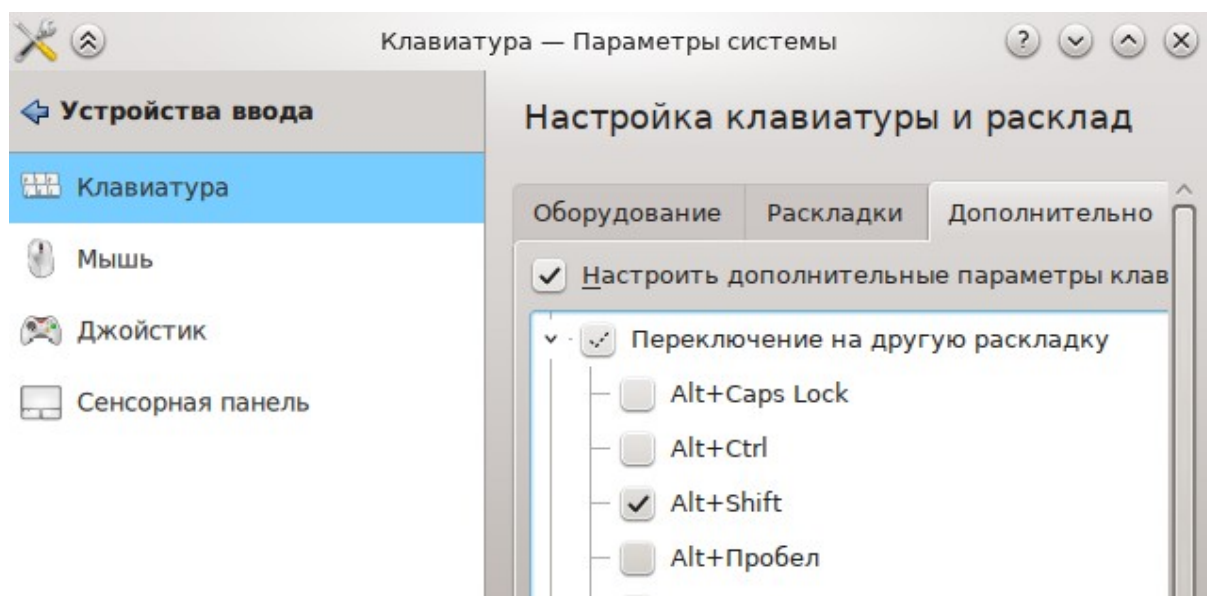 Клавиатура — Параметры системы
Устройства ввода
Клавиатура
Мышь
Джойстик
Сенсорная панель
Настройка клавиатуры и расклад
Оборудование Раскладки Дополнительно
Настроить дополнительные параметры клав
Переключение на другую раскладку
Alt+Caps Lock
Alt+Ctrl
Alt+Shift
Alt+Пробел